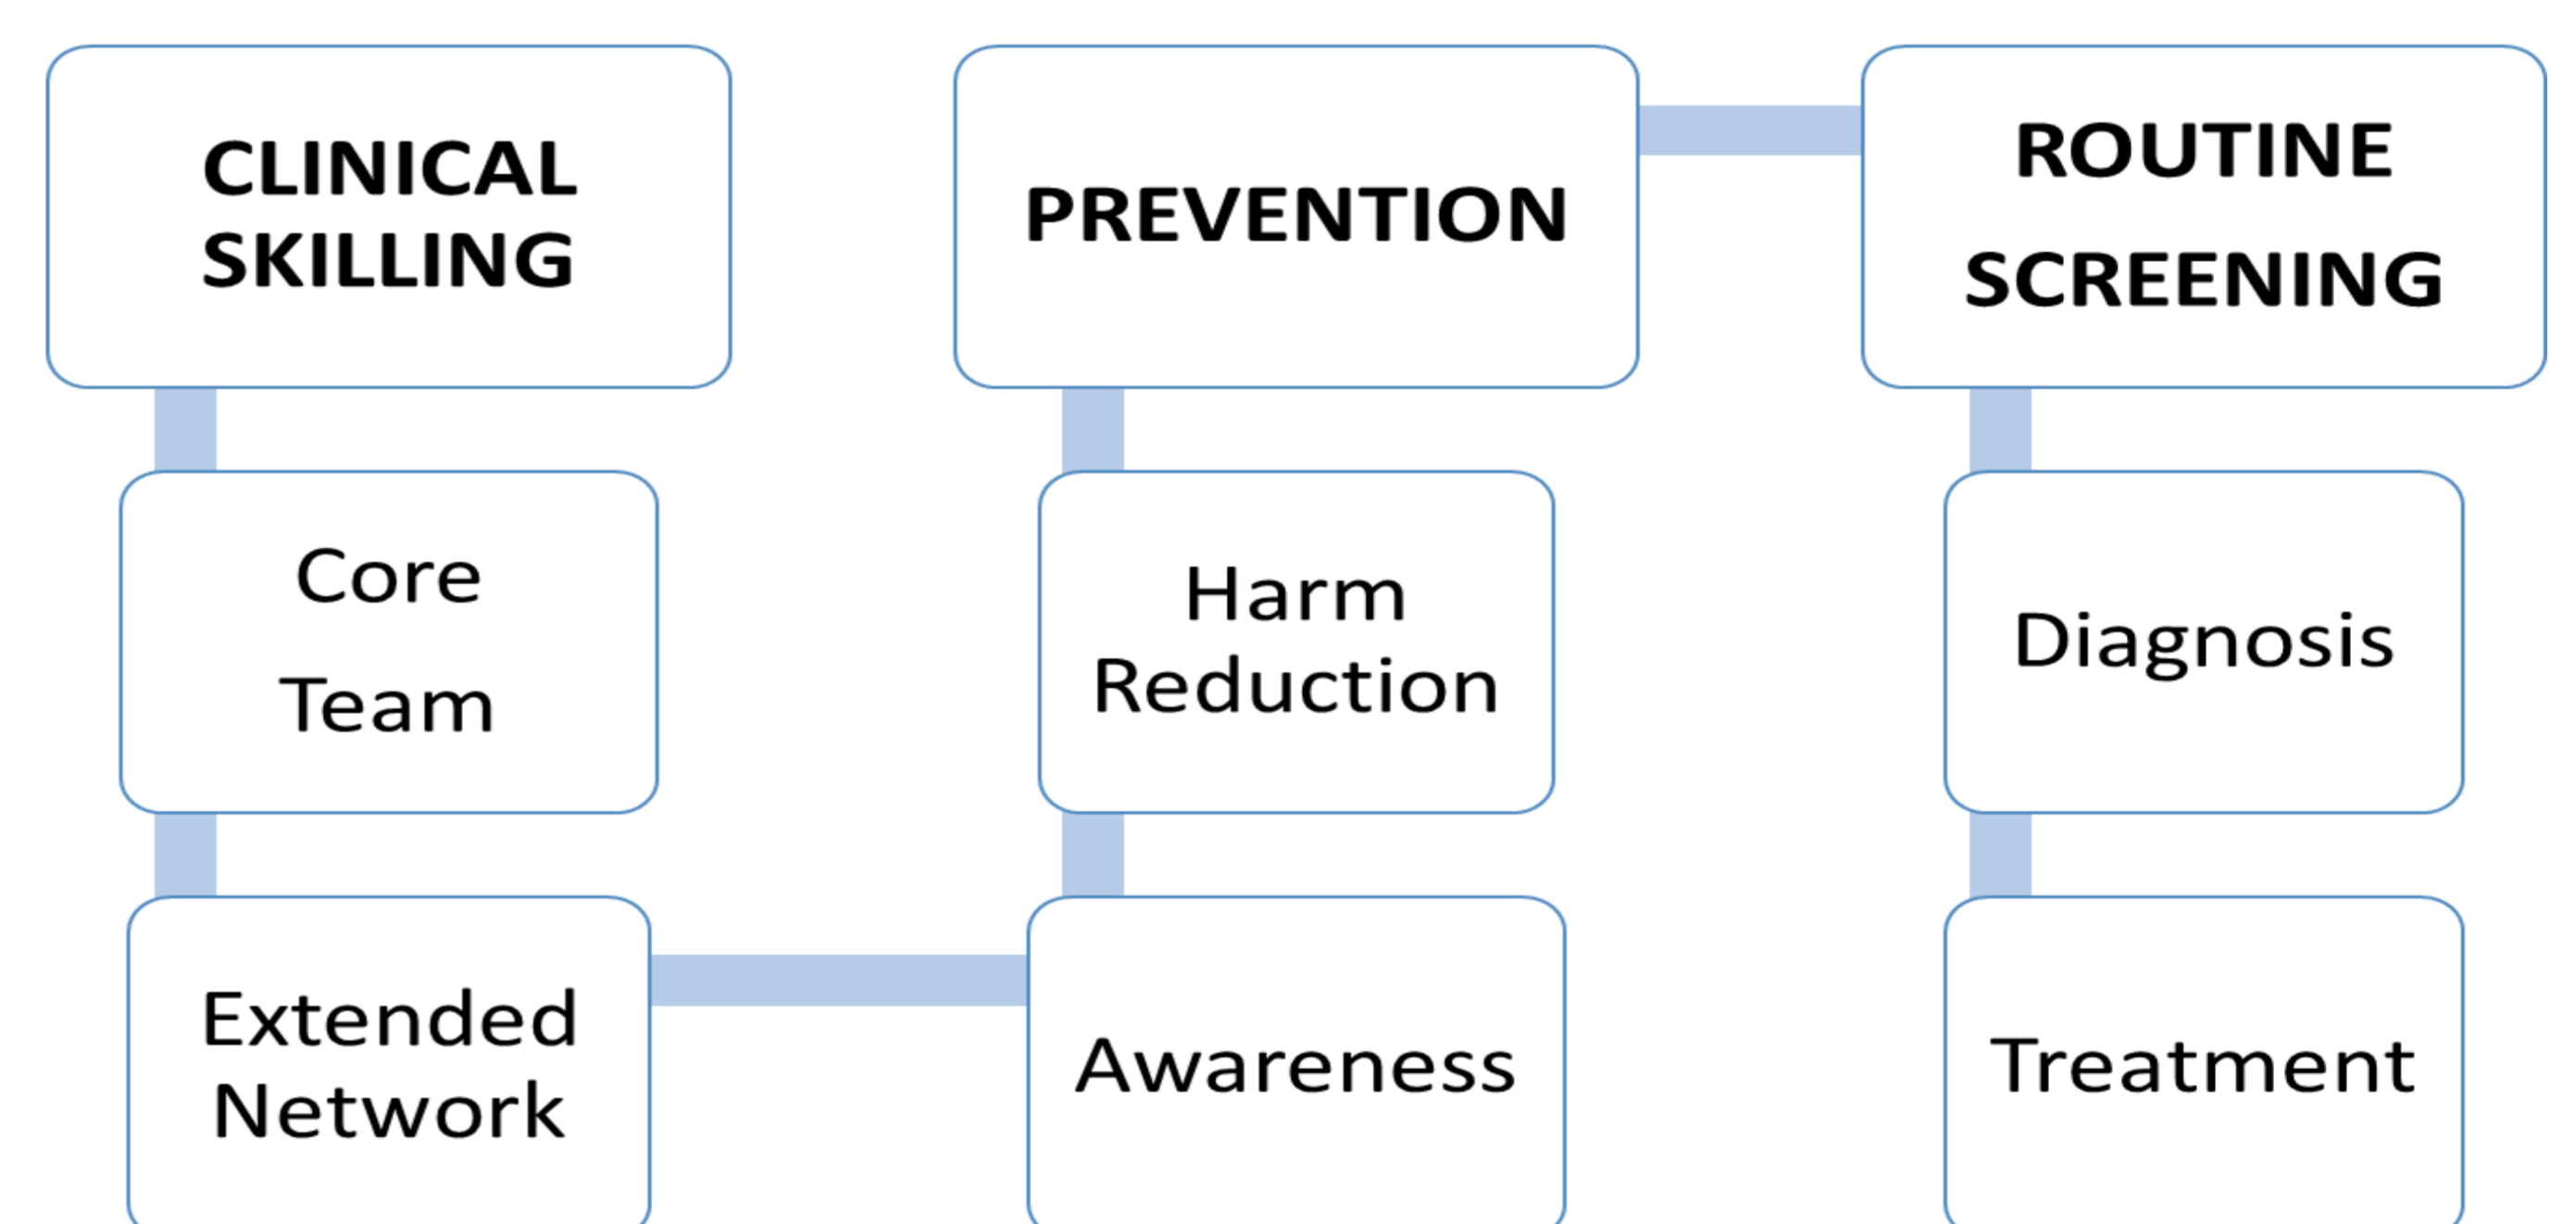 CLINICAL
SKILLING
Core
Team
Extended
Network
PREVENTION
Harm
Reduction
Awareness
ROUTINE
SCREENING
Diagnosis
Treatment